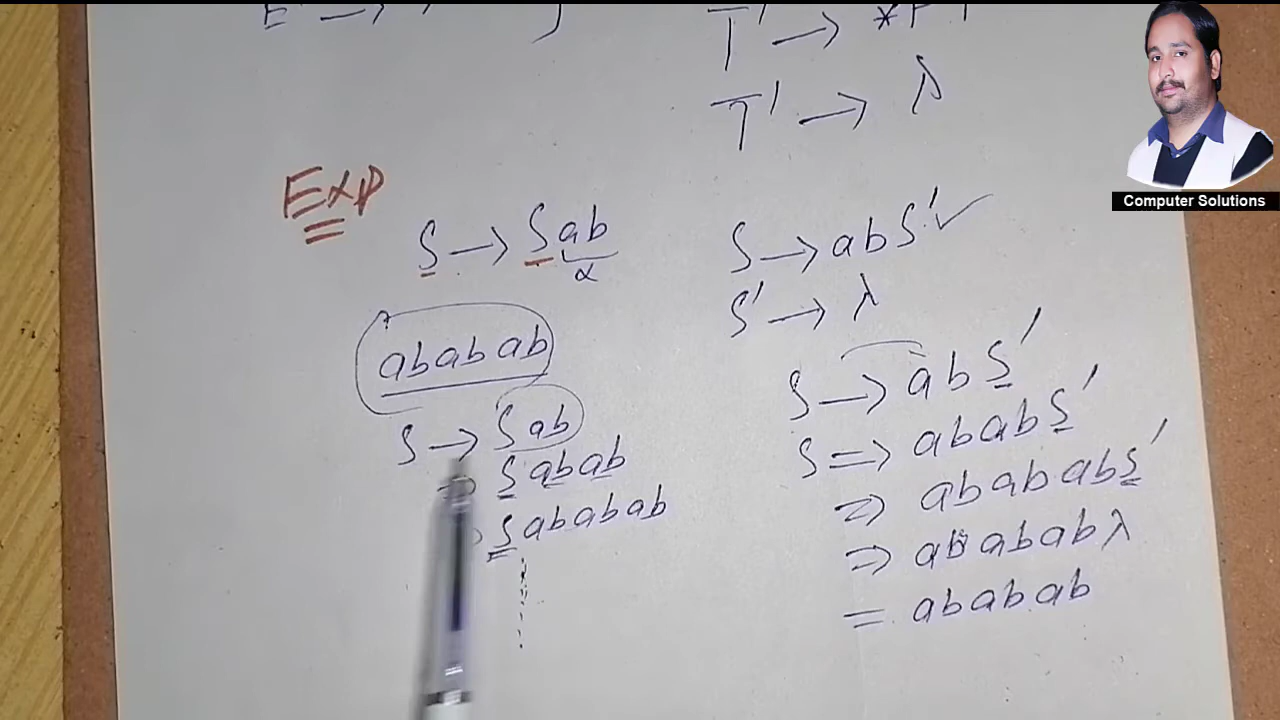 T' → *F T'
T' → λ
Computer Solutions
Exp
S → Sab
α
S → abS' ✓
S' → λ
ababab
S → Sab
Sabab
⇒ Sababab
S → abS'
S ⇒ ababS'
⇒ abababS'
⇒ abababλ
= ababab